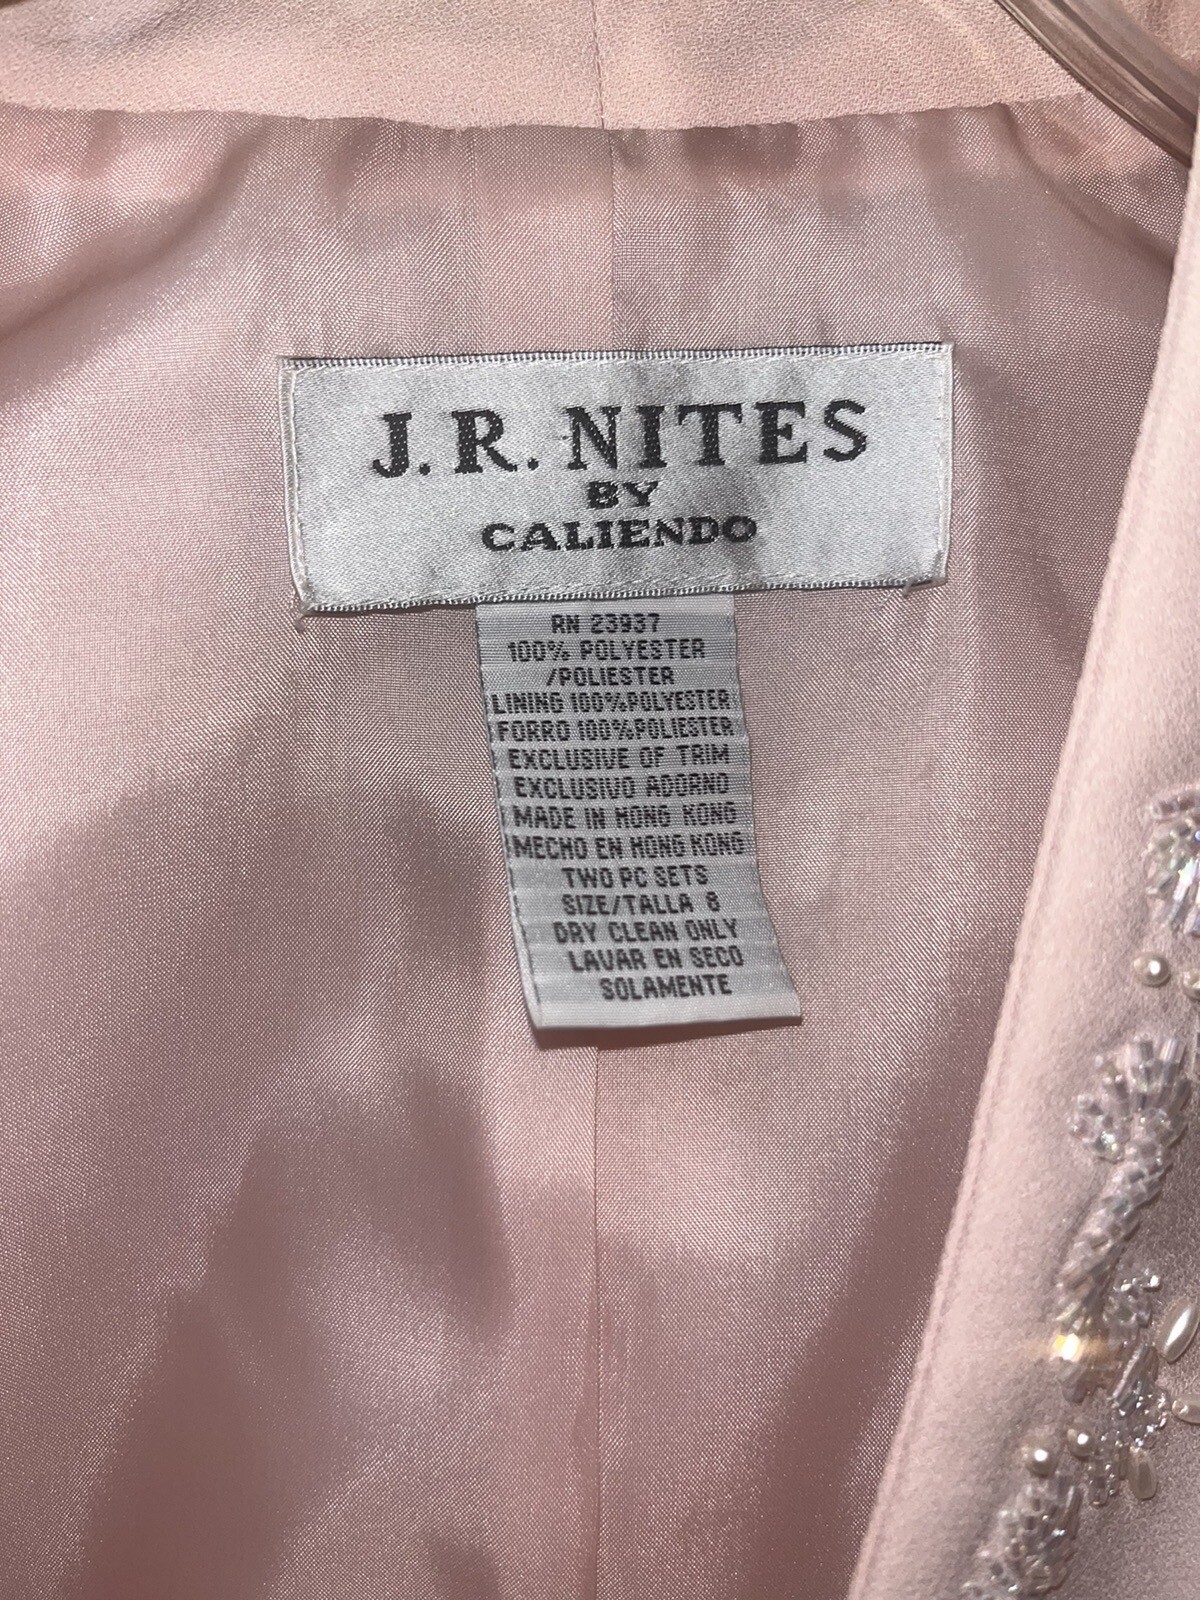 J.R. NITES
BY
CALIENDO
RN 23937
100% POLYESTER
/POLIESTER
LINING 100%POLYESTER
FORRO 100%POLIESTER
EXCLUSIVE OF TRIM
EXCLUSIVO ADORNO
MADE IN HONG KONG
MECHO EN HONG KONG
TWO PC SETS
SIZE/TALLA 8
DRY CLEAN ONLY
LAVAR EN SECO
SOLAMENTE